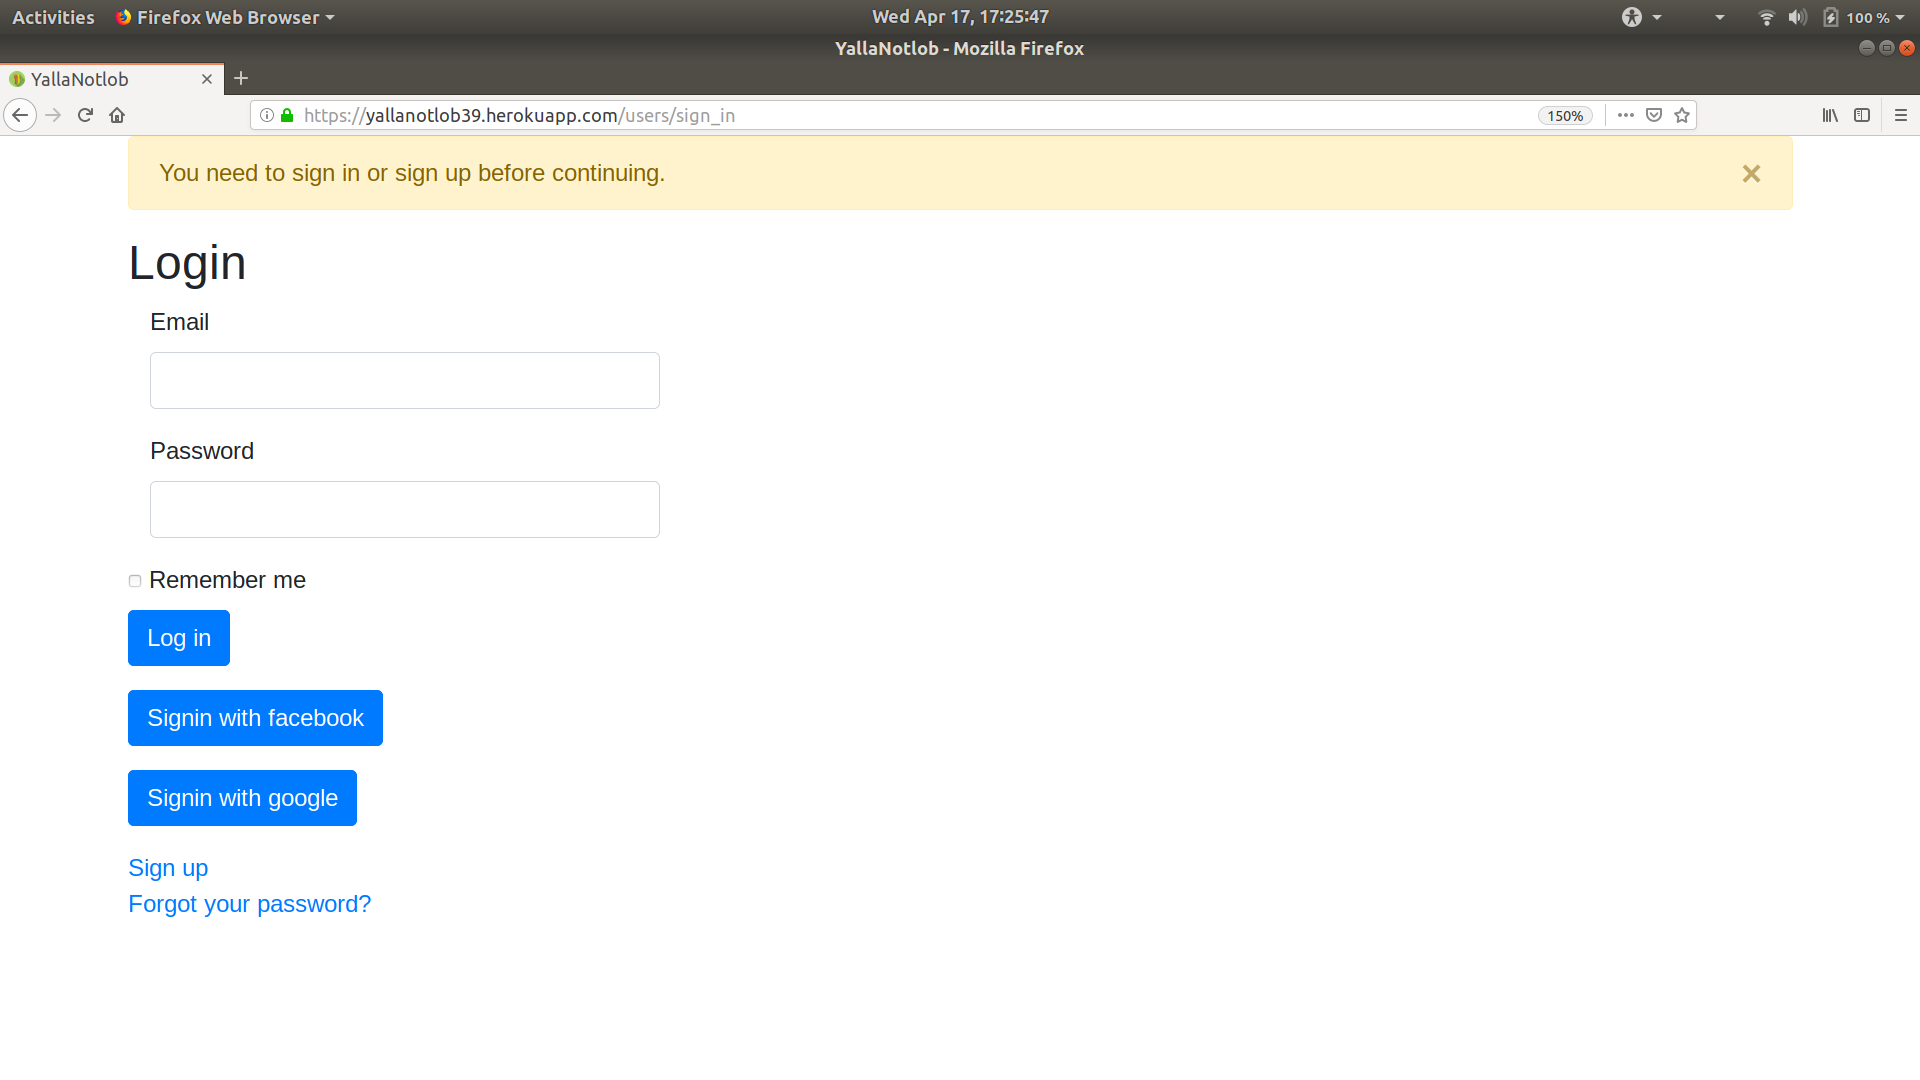 Activities
Firefox Web Browser
Wed Apr 17, 17:25:47
100 %
YallaNotlob - Mozilla Firefox
YallaNotlob
https://yallanotlob39.herokuapp.com/users/sign_in
150%
You need to sign in or sign up before continuing.
×
Login
Email
Password
Remember me
Log in
Signin with facebook
Signin with google
Sign up
Forgot your password?